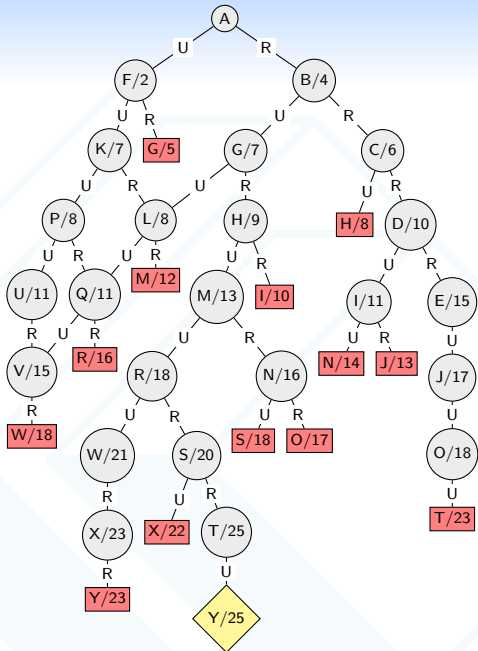 A
U R
F/2 B/4
U R U R
K/7 G/5 G/7 C/6
U R U R U R
P/8 L/8 H/9 H/8 D/10
U R U R U R U R
U/11 Q/11 M/12 M/13 I/10 I/11 E/15
R U R U R U R U
V/15 R/16 R/18 N/16 N/14 J/13 J/17
R U R U R U
W/18 W/21 S/20 S/18 O/17 O/18
R U R U
X/23 X/22 T/25 T/23
R U
Y/23 Y/25